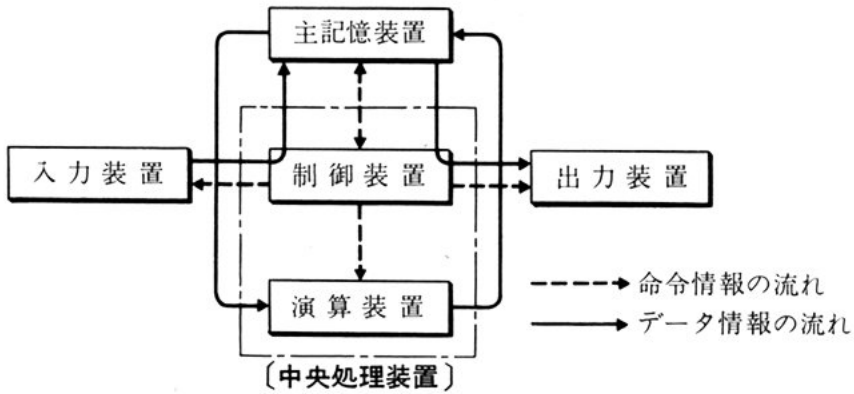 主記憶装置
入力装置
制御装置
出力装置
演算装置
命令情報の流れ
データ情報の流れ
〔中央処理装置〕